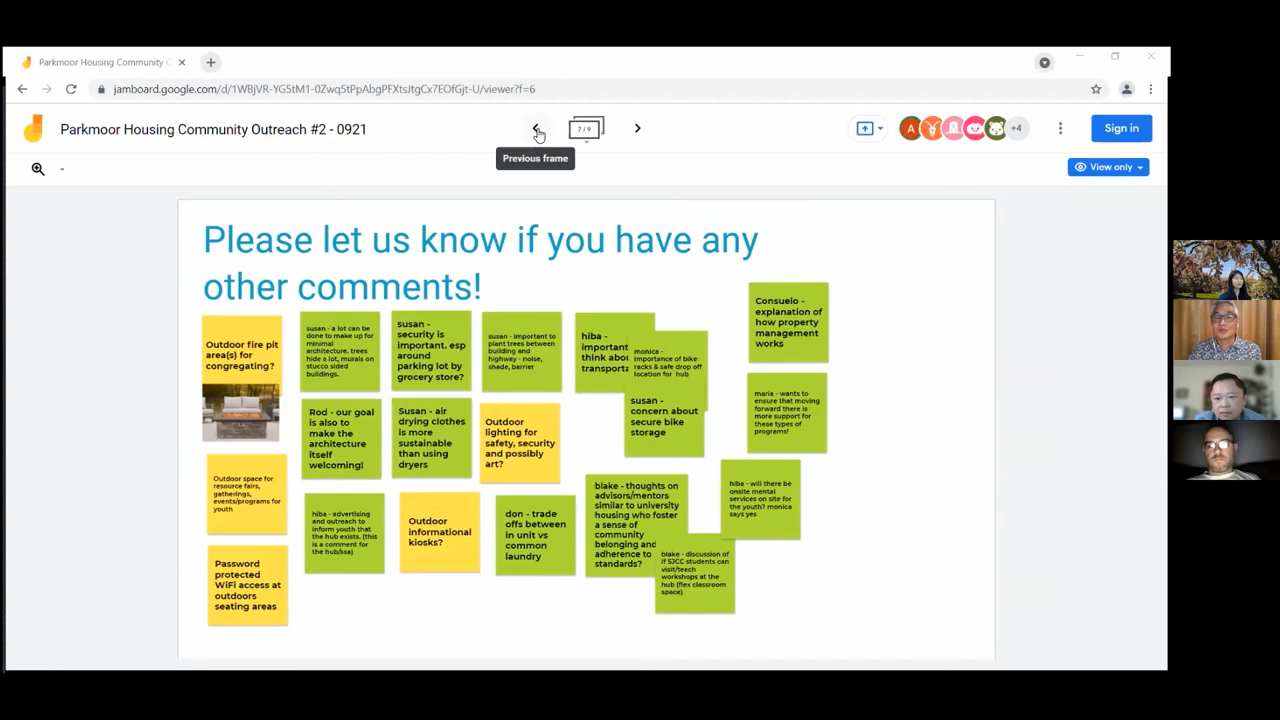 Parkmoor Housing Community
jamboard.google.com/d/1WBjVR-YG5tM1-0Zwq5tPpAbgPFXtsJtgCx7EOfGjt-U/viewer?f=6
Parkmoor Housing Community Outreach #2 - 0921
7 / 9
A
+4
Sign in
Previous frame
View only
Please let us know if you have any
other comments!
Outdoor fire pit
area(s) for
congregating?
susan - a lot can be
done to make up for
minimal
architecture. trees
hide a lot, murals on
stucco sided
buildings.
susan -
security is
important. esp
around
parking lot by
grocery store?
susan - important to
plant trees between
building and
highway - noise,
shade, barrier
hiba -
important
think about
monica -
importance of bike
racks & safe drop off
location for hub
Consuelo -
explanation of
how property
management
works
Rod - our goal
is also to
make the
architecture
itself
welcoming!
Susan - air
drying clothes
is more
sustainable
than using
dryers
Outdoor
lighting for
safety, security
and possibly
art?
susan -
concern about
secure bike
storage
maria - wants to
ensure that moving
forward there is
more support for
these types of
programs!
Outdoor space for
resource fairs,
gatherings,
events/programs for
youth
hiba - advertising
and outreach to
inform youth that
the hub exists. (this
is a comment for
the hub/ssa)
Outdoor
informational
kiosks?
don - trade
offs between
in unit vs
common
laundry
blake - thoughts on
advisors/mentors
similar to university
housing who foster
a sense of
community
belonging and
adherence to
standards?
hiba - will there be
onsite mental
services on site for
the youth? monica
says yes
Password
protected
WiFi access at
outdoors
seating areas
blake - discussion of
if SJCC students can
visit/teach
workshops at the
hub (flex classroom
space)